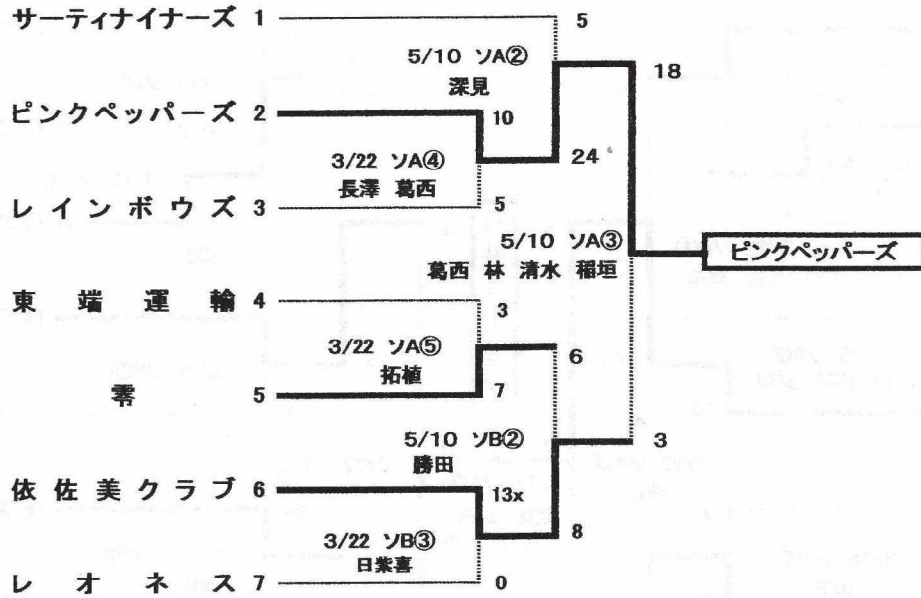 サーティナイナーズ 1
5
5/10 ソA②
18
深見
ピンクペッパーズ 2
10
3/22 ソA④
24
長澤 葛西
レインボウズ 3
5
5/10 ソA③
ピンクペッパーズ
葛西 林 清水 稲垣
東端運輸 4
3
3/22 ソA⑤
6
拓植
零 5
7
5/10 ソB②
3
勝田
依佐美クラブ 6
13x
3/22 ソB③
8
日紫喜
レオネス 7
0